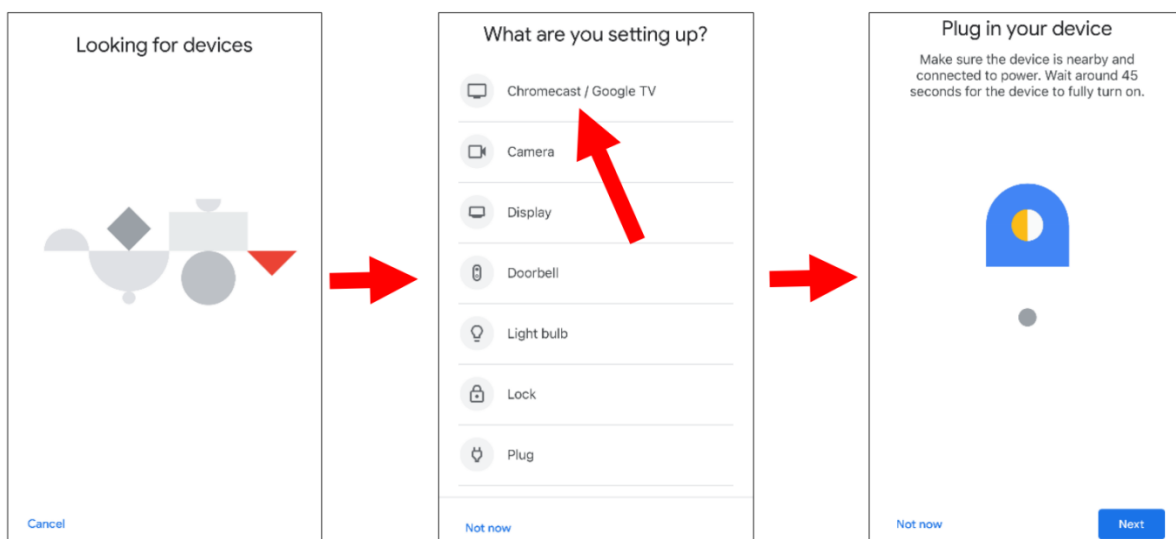 Looking for devices
Cancel
What are you setting up?
Chromecast / Google TV
Camera
Display
Doorbell
Light bulb
Lock
Plug
Not now
Plug in your device
Make sure the device is nearby and
connected to power. Wait around 45
seconds for the device to fully turn on.
Not now
Next